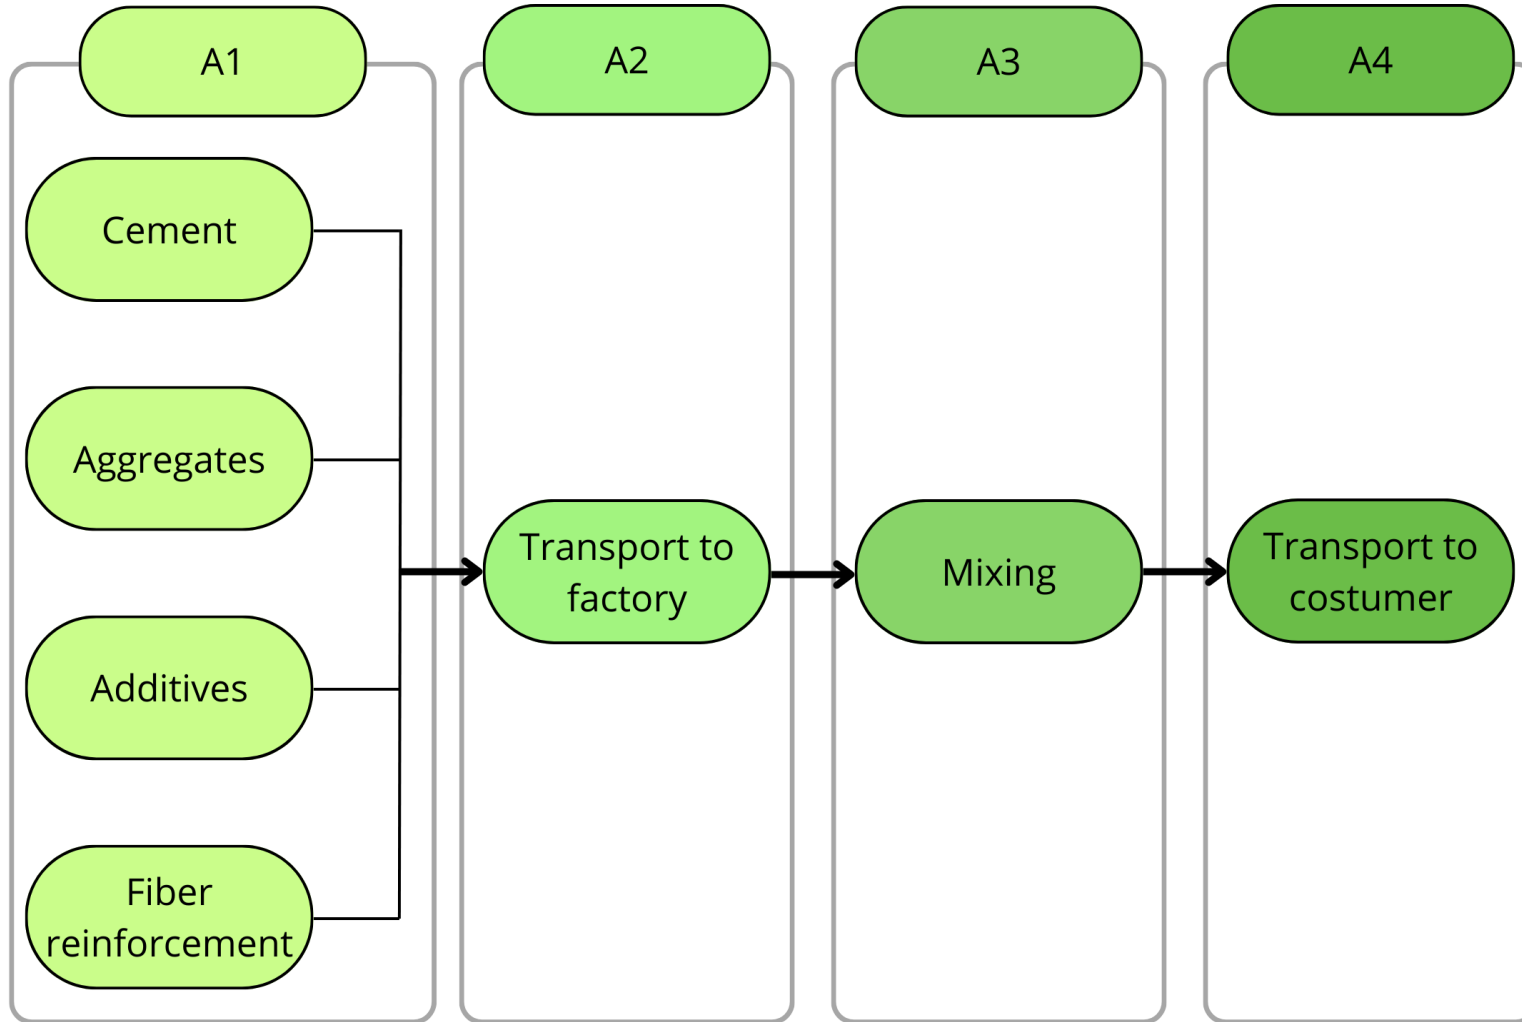 A1
A2
A3
A4
Cement
Aggregates
Additives
Fiber
reinforcement
Transport to
factory
Mixing
Transport to
costumer